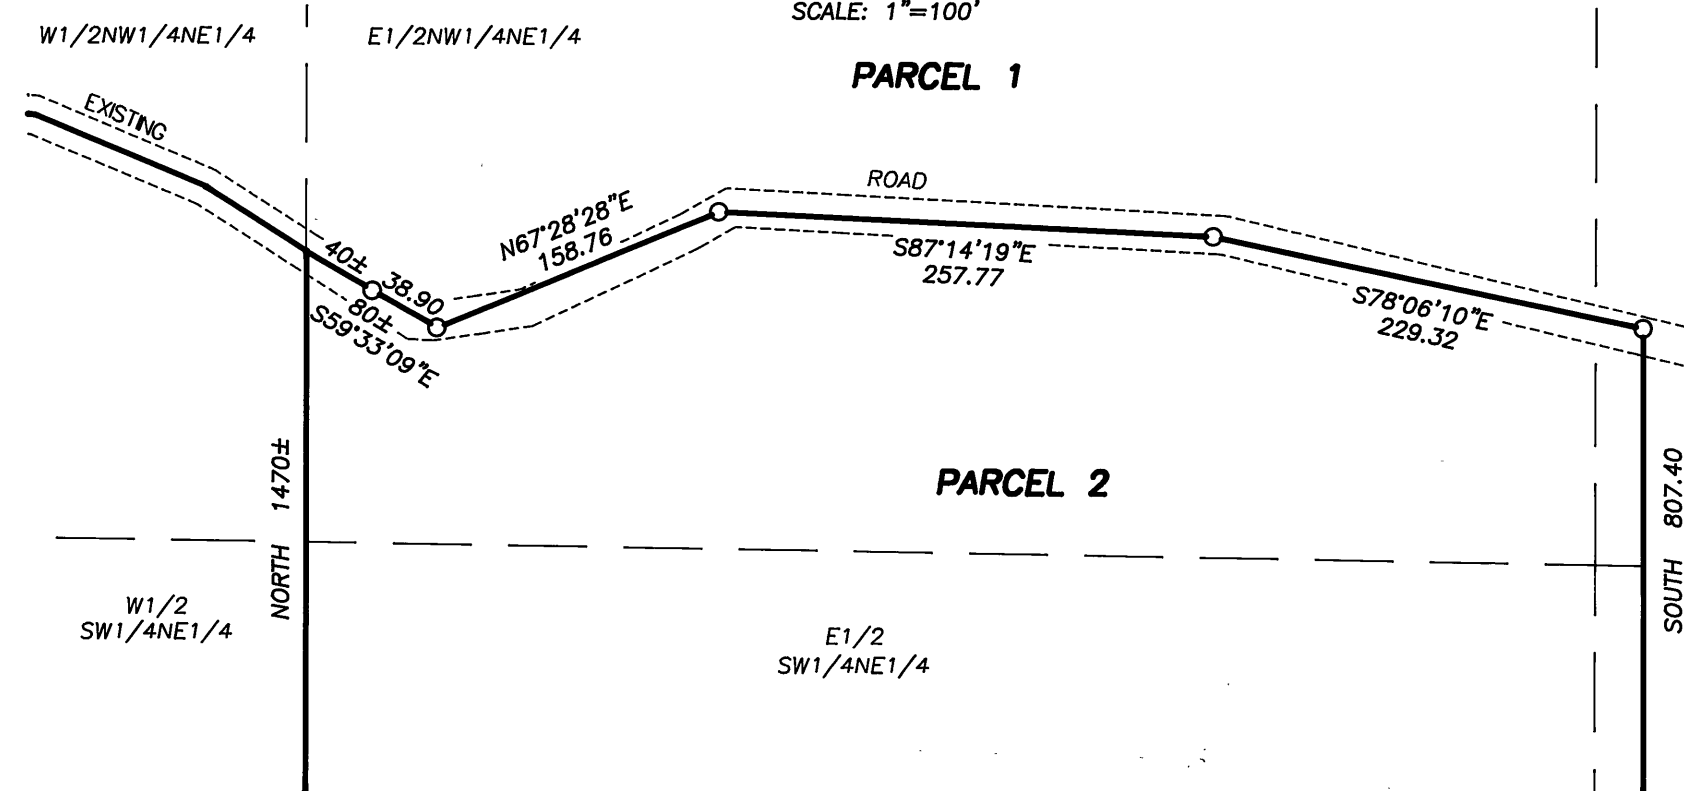 SCALE: 1"=100'
W1/2NW1/4NE1/4
E1/2NW1/4NE1/4
PARCEL 1
EXISTING
ROAD
N67°28'28"E
158.76
40±
38.90
80±
S59°33'09"E
S87°14'19"E
257.77
S78°06'10"E
229.32
NORTH 1470±
PARCEL 2
SOUTH 807.40
W1/2
SW1/4NE1/4
E1/2
SW1/4NE1/4